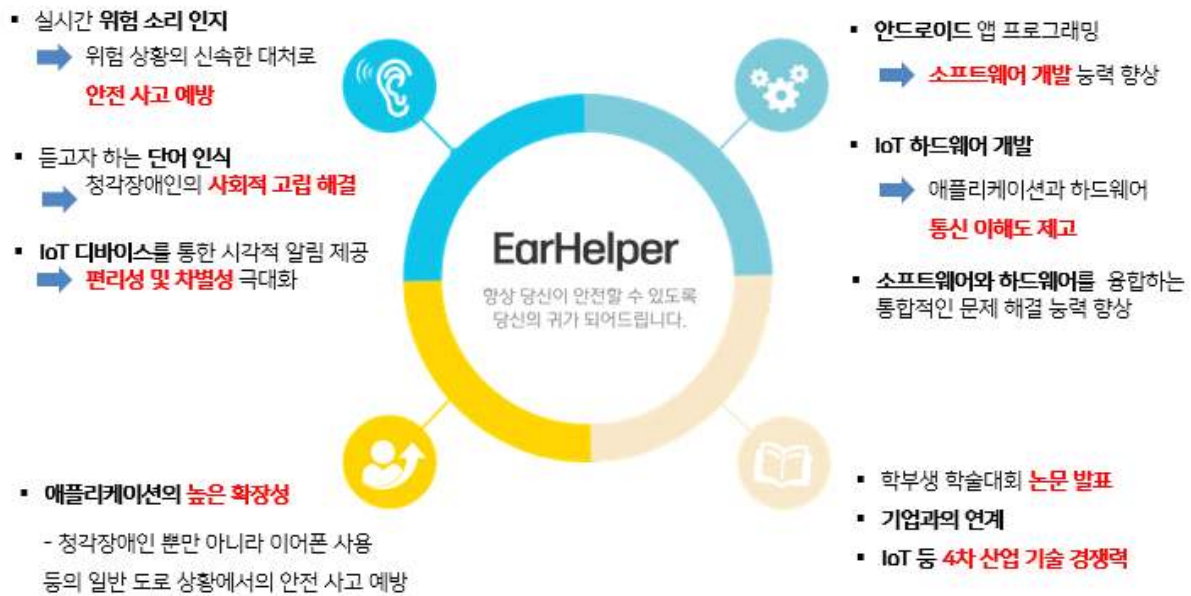 ▪ 실시간 위험 소리 인지
위험 상황의 신속한 대처로
안전 사고 예방
▪ 듣고자 하는 단어 인식
청각장애인의 사회적 고립 해결
▪ IoT 디바이스를 통한 시각적 알림 제공
편리성 및 차별성 극대화
EarHelper
항상 당신이 안전할 수 있도록
당신의 귀가 되어드립니다.
▪ 안드로이드 앱 프로그래밍
소프트웨어 개발 능력 향상
▪ IoT 하드웨어 개발
애플리케이션과 하드웨어
통신 이해도 제고
▪ 소프트웨어와 하드웨어를 융합하는
통합적인 문제 해결 능력 향상
▪ 애플리케이션의 높은 확장성
- 청각장애인 뿐만 아니라 이어폰 사용
등의 일반 도로 상황에서의 안전 사고 예방
▪ 학부생 학술대회 논문 발표
▪ 기업과의 연계
▪ IoT 등 4차 산업 기술 경쟁력